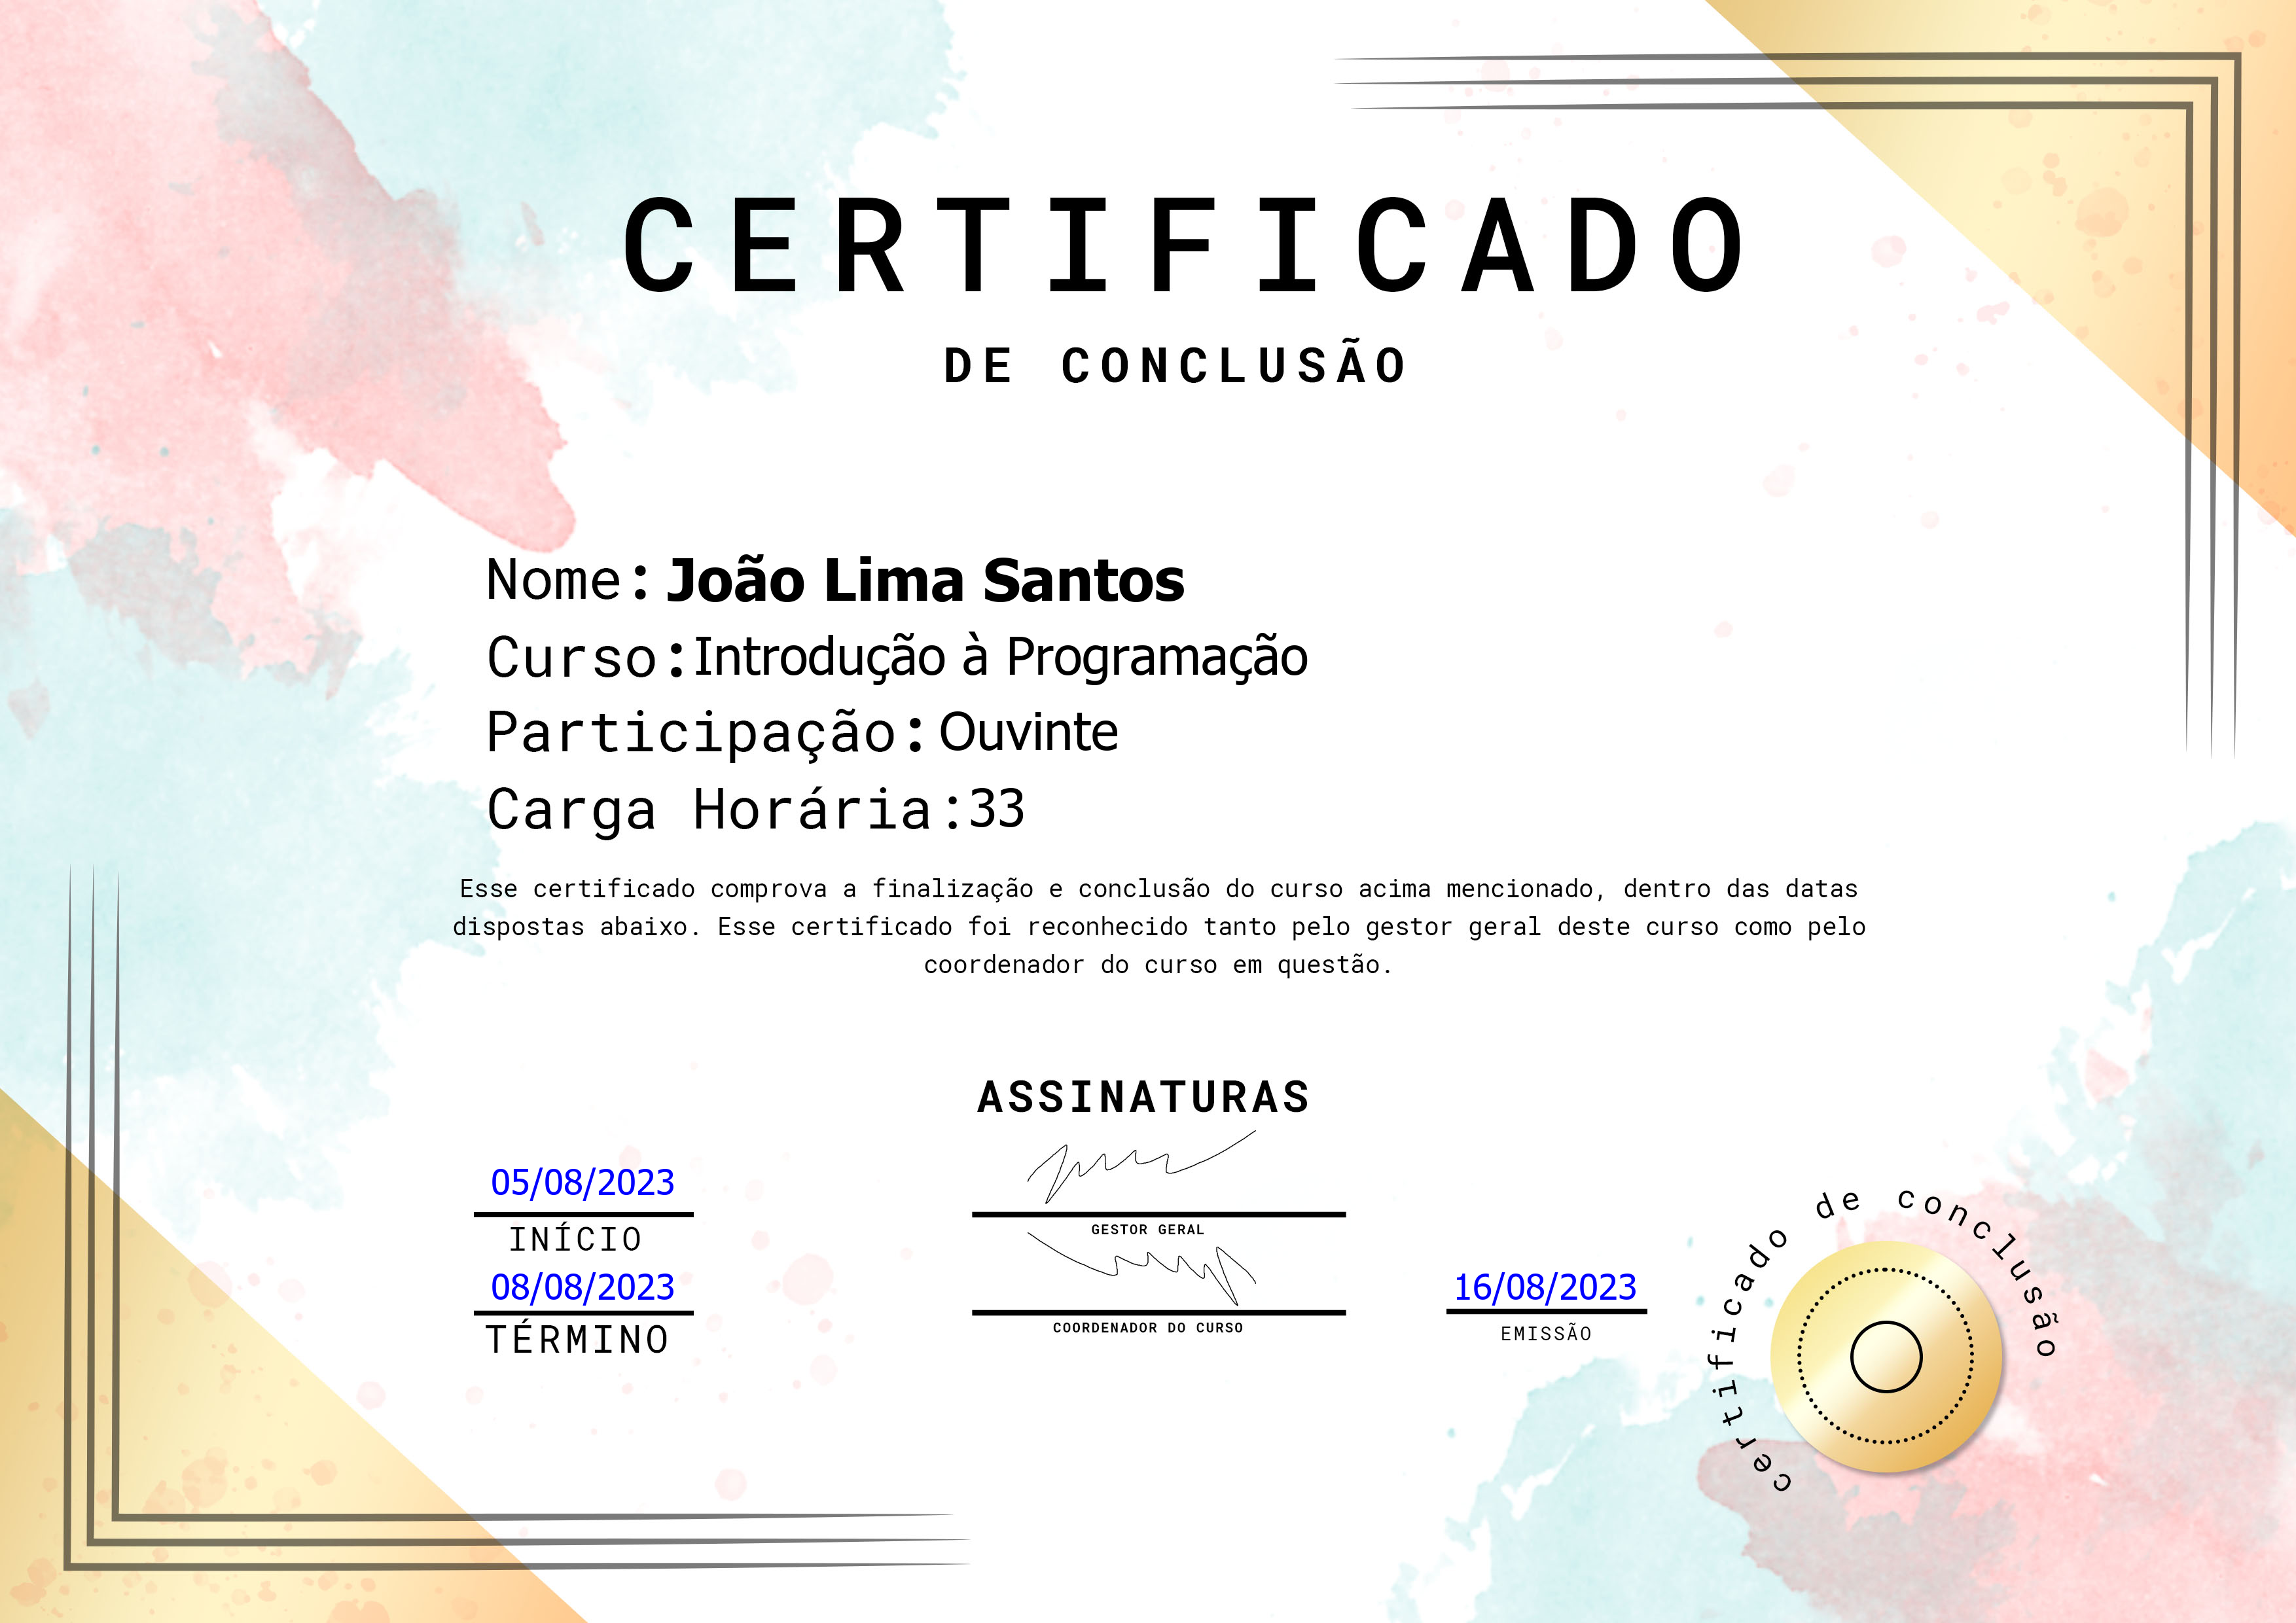 CERTIFICADO
DE CONCLUSÃO
Nome: João Lima Santos
Curso:Introdução à Programação
Participação: Ouvinte
Carga Horária:33
Esse certificado comprova a finalização e conclusão do curso acima mencionado, dentro das datas
dispostas abaixo. Esse certificado foi reconhecido tanto pelo gestor geral deste curso como pelo
coordenador do curso em questão.
ASSINATURAS
05/08/2023
INÍCIO
08/08/2023
TÉRMINO
GESTOR GERAL
COORDENADOR DO CURSO
16/08/2023
EMISSÃO
certificado de conclusão